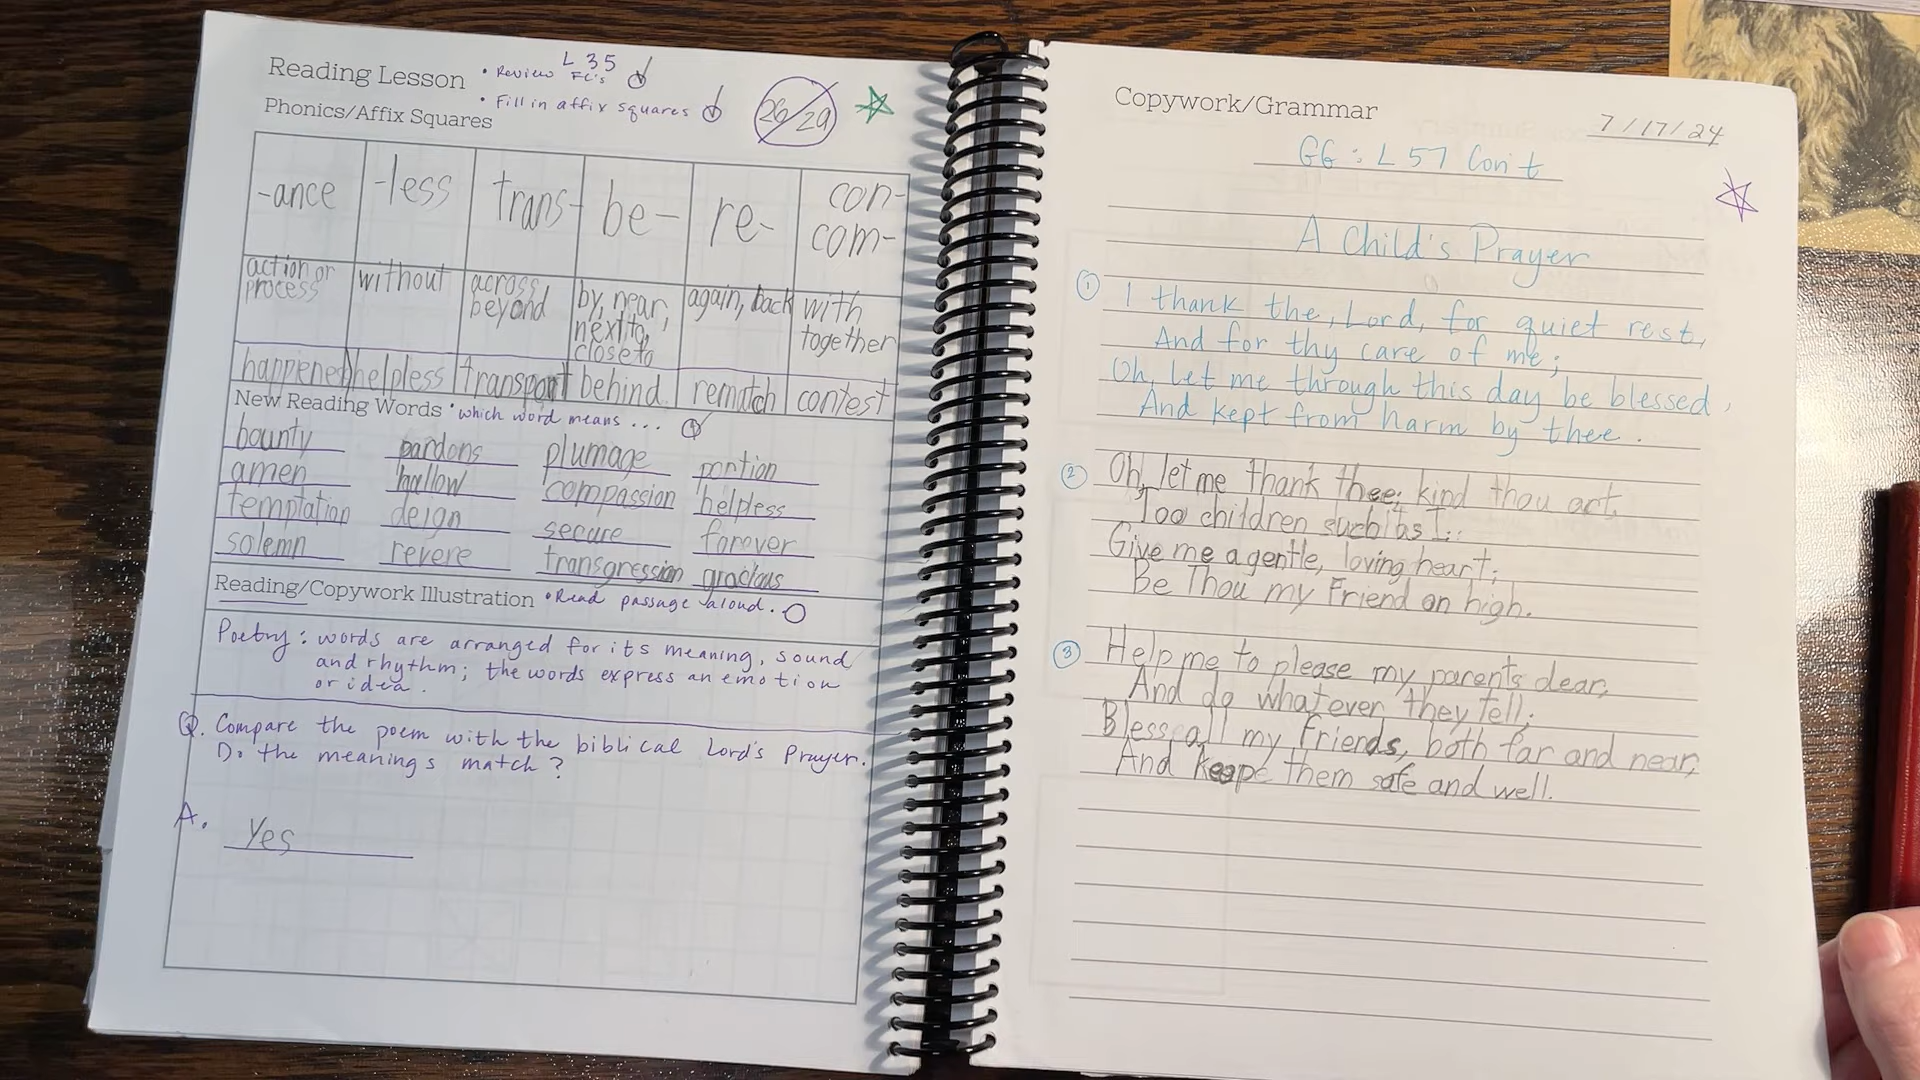 Reading Lesson
L 35
• Review FC's
• Fill in affix squares
26/29
Phonics/Affix Squares
-ance -less trans- be- re- con- com-
action or process without across beyond by, near, next to, close to again, back with together
happened helpless transport behind rematch contest
New Reading Words • which word means ...
bounty pardons plumage portion
amen hallow compassion helpless
temptation deign secure forever
solemn revere transgression gracious
Reading/Copywork Illustration • Read passage aloud.
Poetry: words are arranged for its meaning, sound
and rhythm; the words express an emotion
or idea.
Q. Compare the poem with the biblical Lord's Prayer.
Do the meanings match?
A. Yes
Copywork/Grammar
7/17/24
GG: L 57 Con't
A Child's Prayer
① I thank the, Lord, for quiet rest,
And for thy care of me;
Oh, let me through this day be blessed,
And kept from harm by thee.
② Oh, let me thank thee; kind thou art,
Too children such as I;
Give me a gentle, loving heart;
Be Thou my Friend on high.
③ Help me to please my parents dear,
And do whatever they tell;
Bless all my friends, both far and near,
And keep them safe and well.